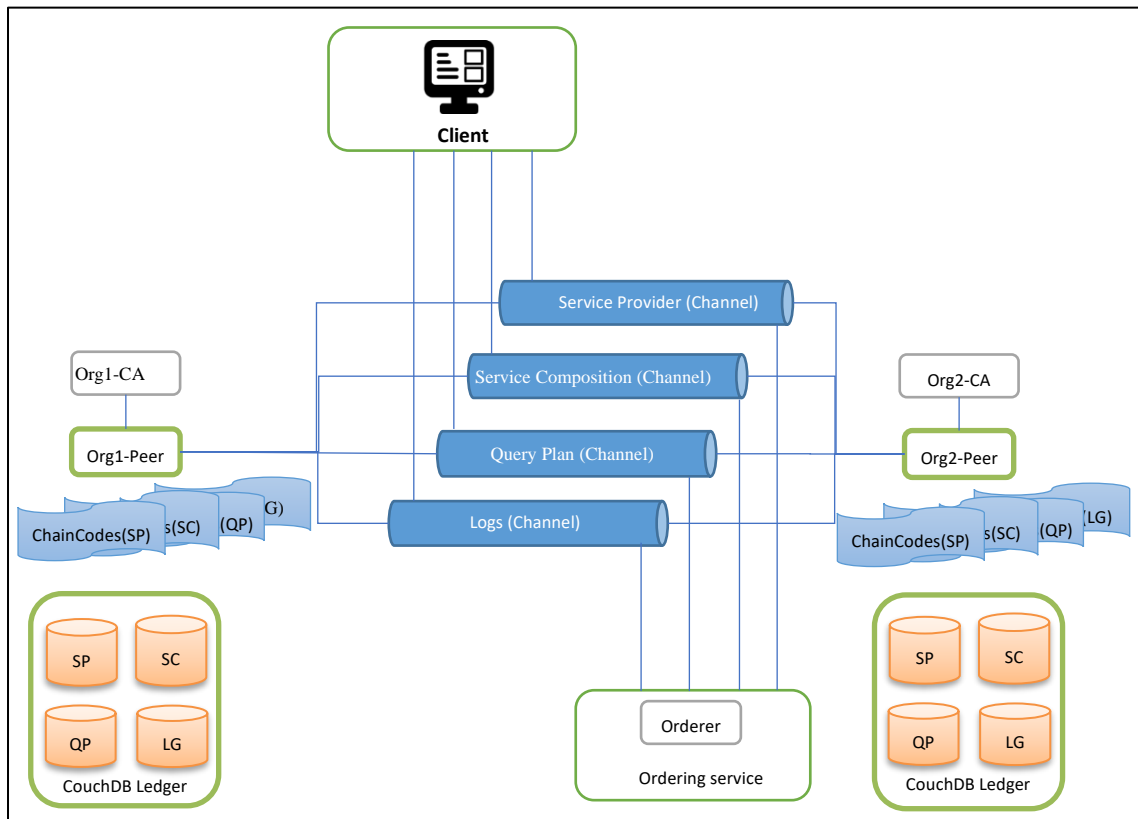 Client
Service Provider (Channel)
Service Composition (Channel)
Query Plan (Channel)
Logs (Channel)
Org1-CA
Org1-Peer
ChainCodes(SP)
s(SC)
(QP)
G)
SP
SC
QP
LG
CouchDB Ledger
Orderer
Ordering service
Org2-CA
Org2-Peer
ChainCodes(SP)
s(SC)
(QP)
(LG)
SP
SC
QP
LG
CouchDB Ledger